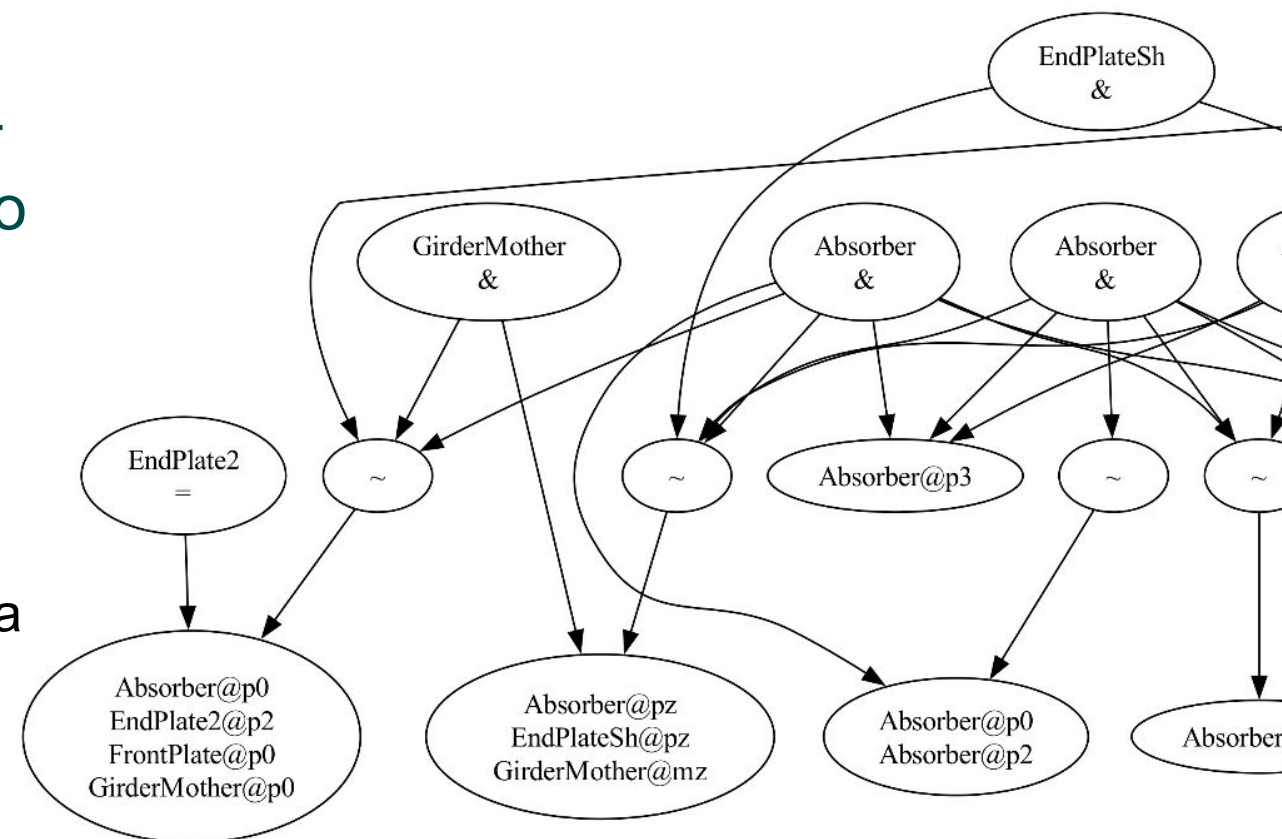 EndPlateSh
&
o
GirderMother
&
Absorber
&
Absorber
&
EndPlate2
=
~
~
Absorber@p3
~
~
a
Absorber@p0
EndPlate2@p2
FrontPlate@p0
GirderMother@p0
Absorber@pz
EndPlateSh@pz
GirderMother@mz
Absorber@p0
Absorber@p2
Absorber